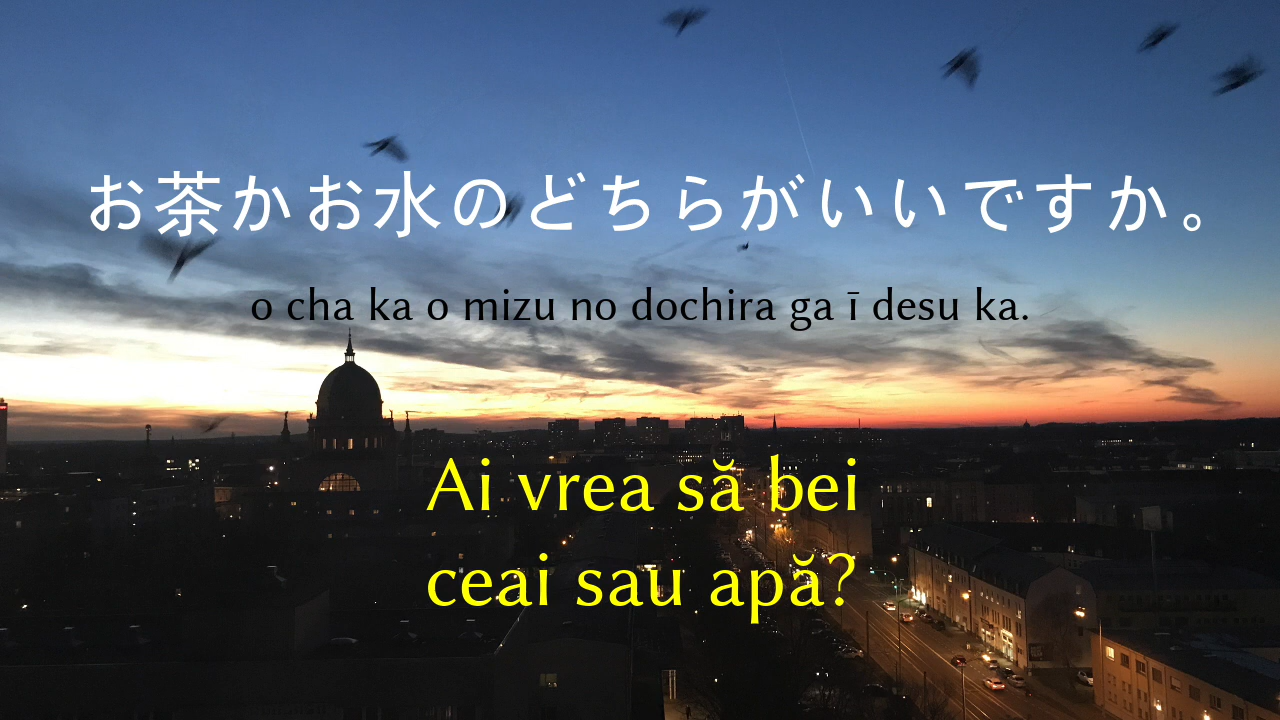 お茶かお水のどちらがいいですか。
o cha ka o mizu no dochira ga ī desu ka.
Ai vrea să bei
ceai sau apă?